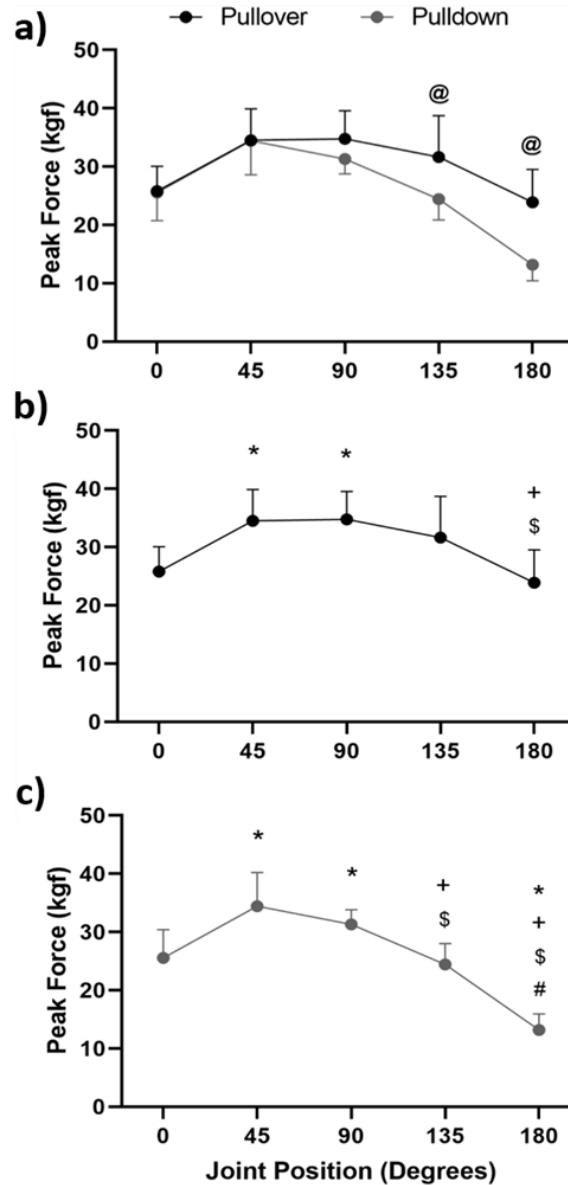 Pullover Pulldown
a)
50
@
40
@
30
20
10
0
Peak Force (kgf)
0 45 90 135 180
b)
50
* *
+
40
$
30
20
10
0
Peak Force (kgf)
0 45 90 135 180
c)
50
*
* + *
40
$ +
30
$
20
#
10
0
Peak Force (kgf)
0 45 90 135 180
Joint Position (Degrees)